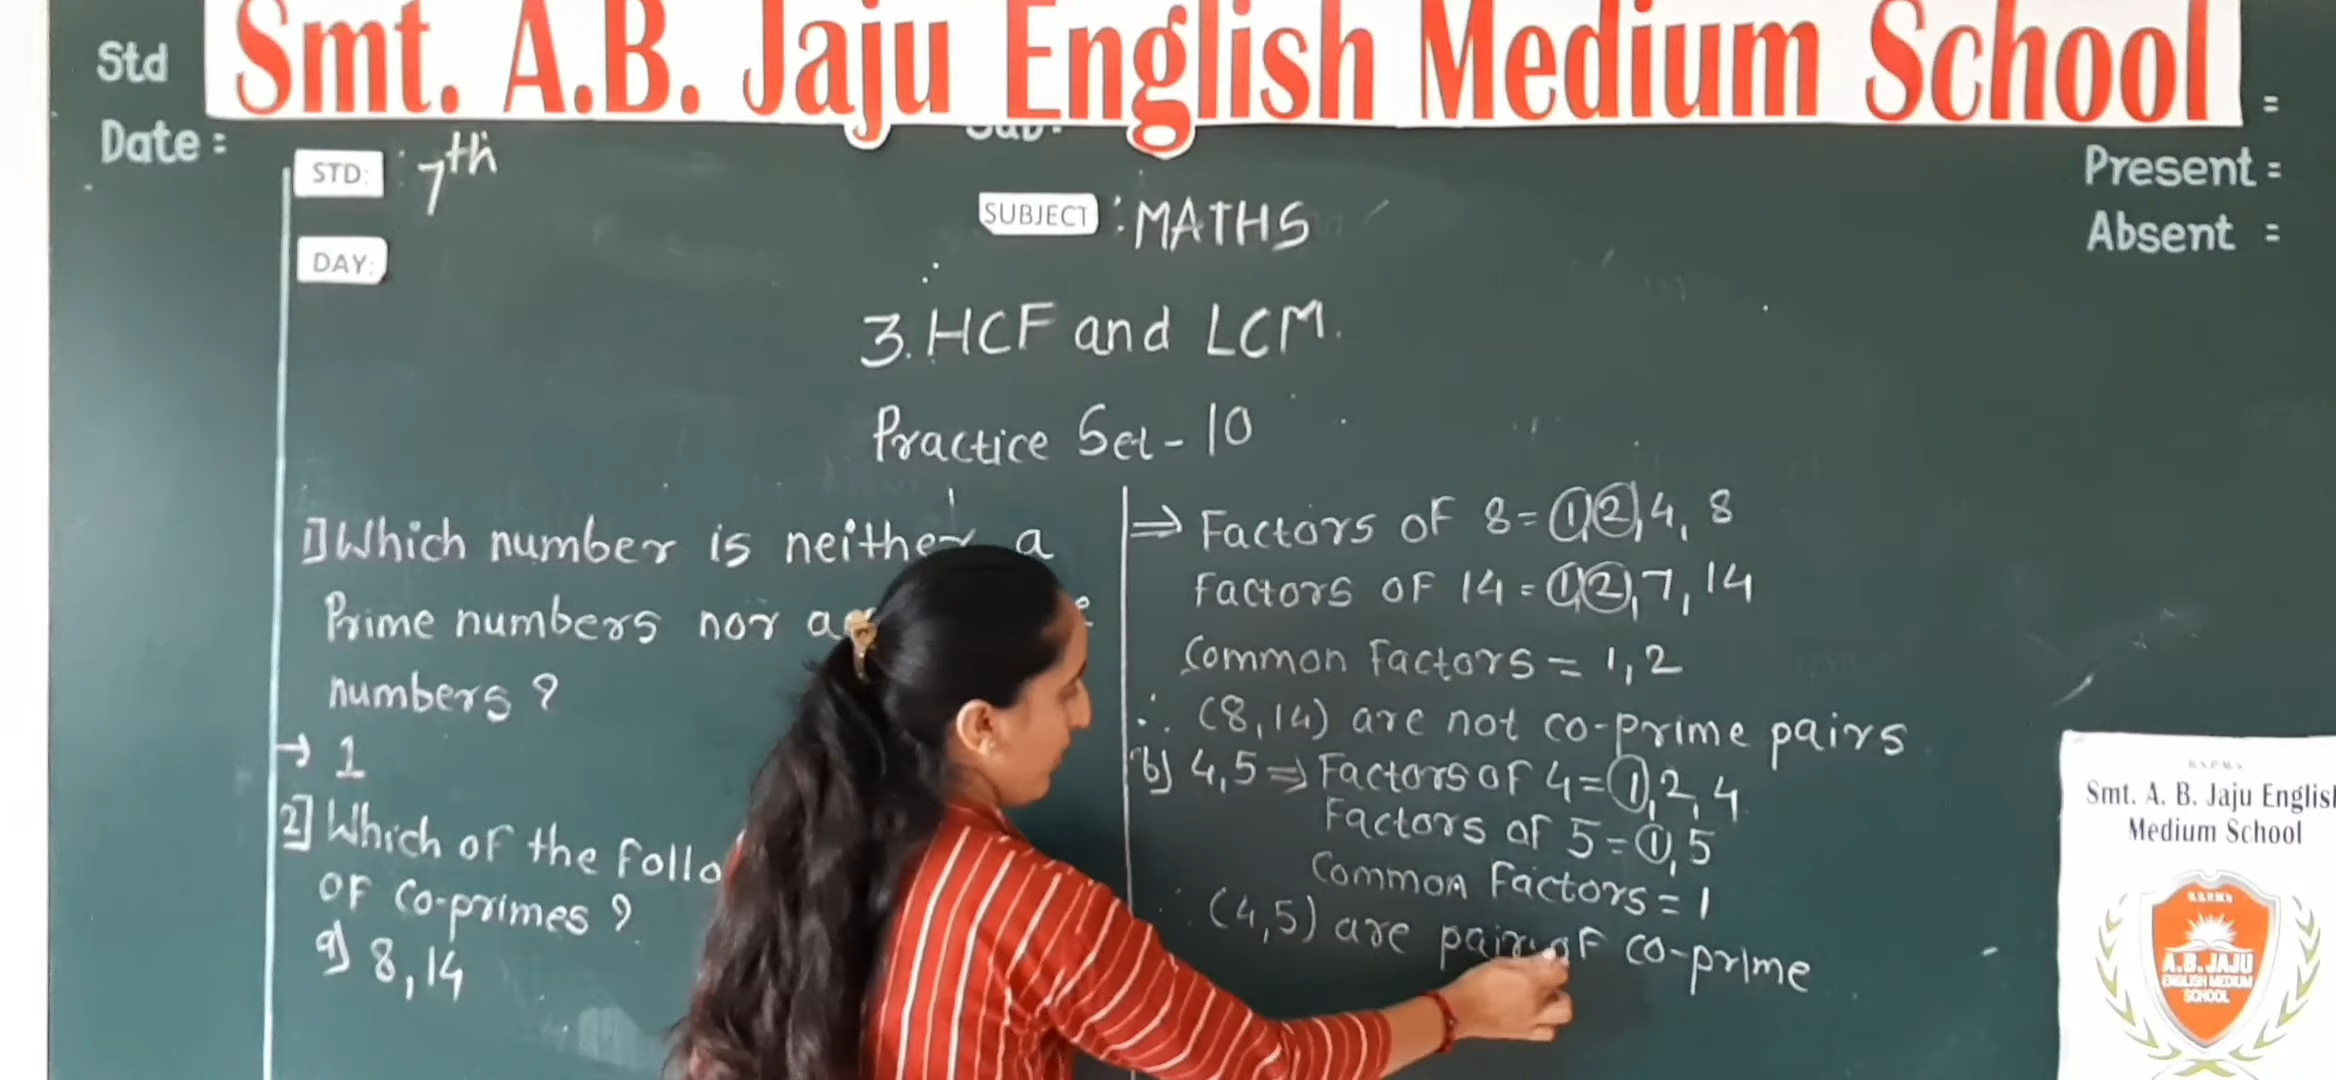 Smt. A.B. Jaju English Medium School
Std
Date :
=
Present =
Absent =
STD: : 7th
DAY:
SUBJECT : MATHS
3. HCF and LCM.
Practice Set - 10
1] Which number is neither a
Prime numbers nor
numbers ?
→ 1
2] Which of the
of co-primes ?
a) 8, 14
⇒ Factors of 8 = 1, 2, 4, 8
Factors of 14 = 1, 2, 7, 14
Common Factors = 1, 2
∴ (8, 14) are not co-prime pairs
b) 4, 5 ⇒ Factors of 4 = 1, 2, 4
Factors of 5 = 1, 5
Common Factors = 1
∴ (4, 5) are of co-prime
Smt. A. B. Jaju
Medium School
A.B. JAJU
ENGLISH MEDIUM
SCHOOL